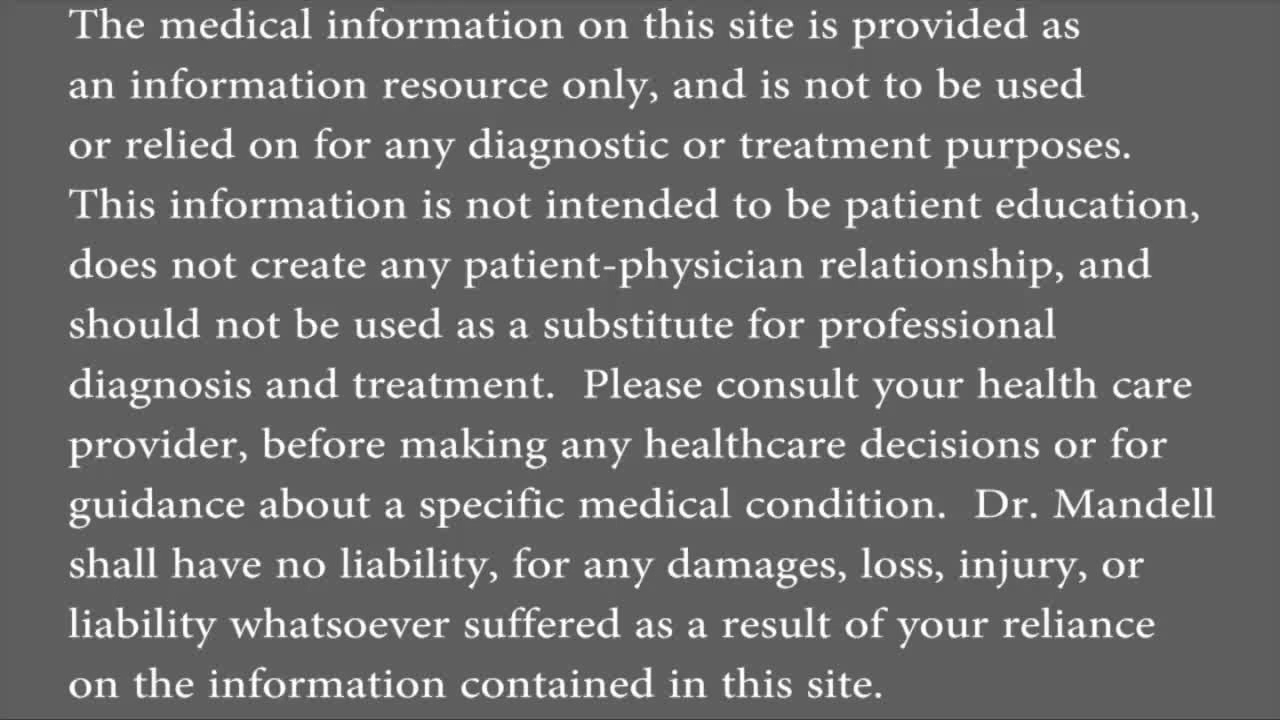 The medical information on this site is provided as
an information resource only, and is not to be used
or relied on for any diagnostic or treatment purposes.
This information is not intended to be patient education,
does not create any patient-physician relationship, and
should not be used as a substitute for professional
diagnosis and treatment.  Please consult your health care
provider, before making any healthcare decisions or for
guidance about a specific medical condition.  Dr. Mandell
shall have no liability, for any damages, loss, injury, or
liability whatsoever suffered as a result of your reliance
on the information contained in this site.